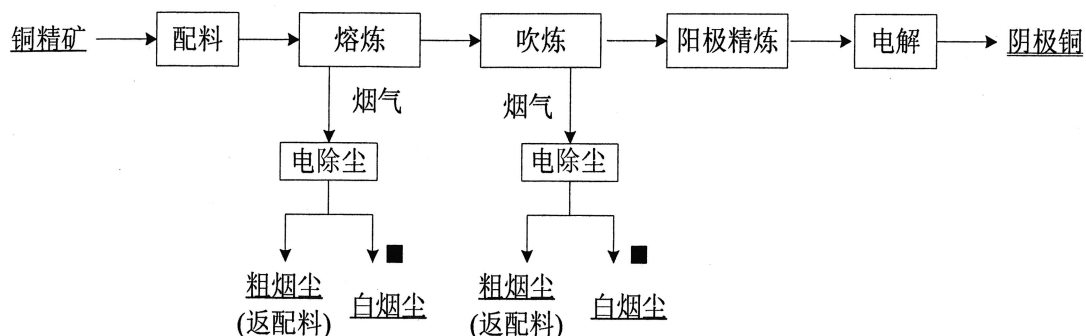 铜精矿 配料 熔炼 吹炼 阳极精炼 电解 阴极铜
烟气 烟气
电除尘 电除尘
粗烟尘 白烟尘 粗烟尘 白烟尘
(返配料) (返配料)